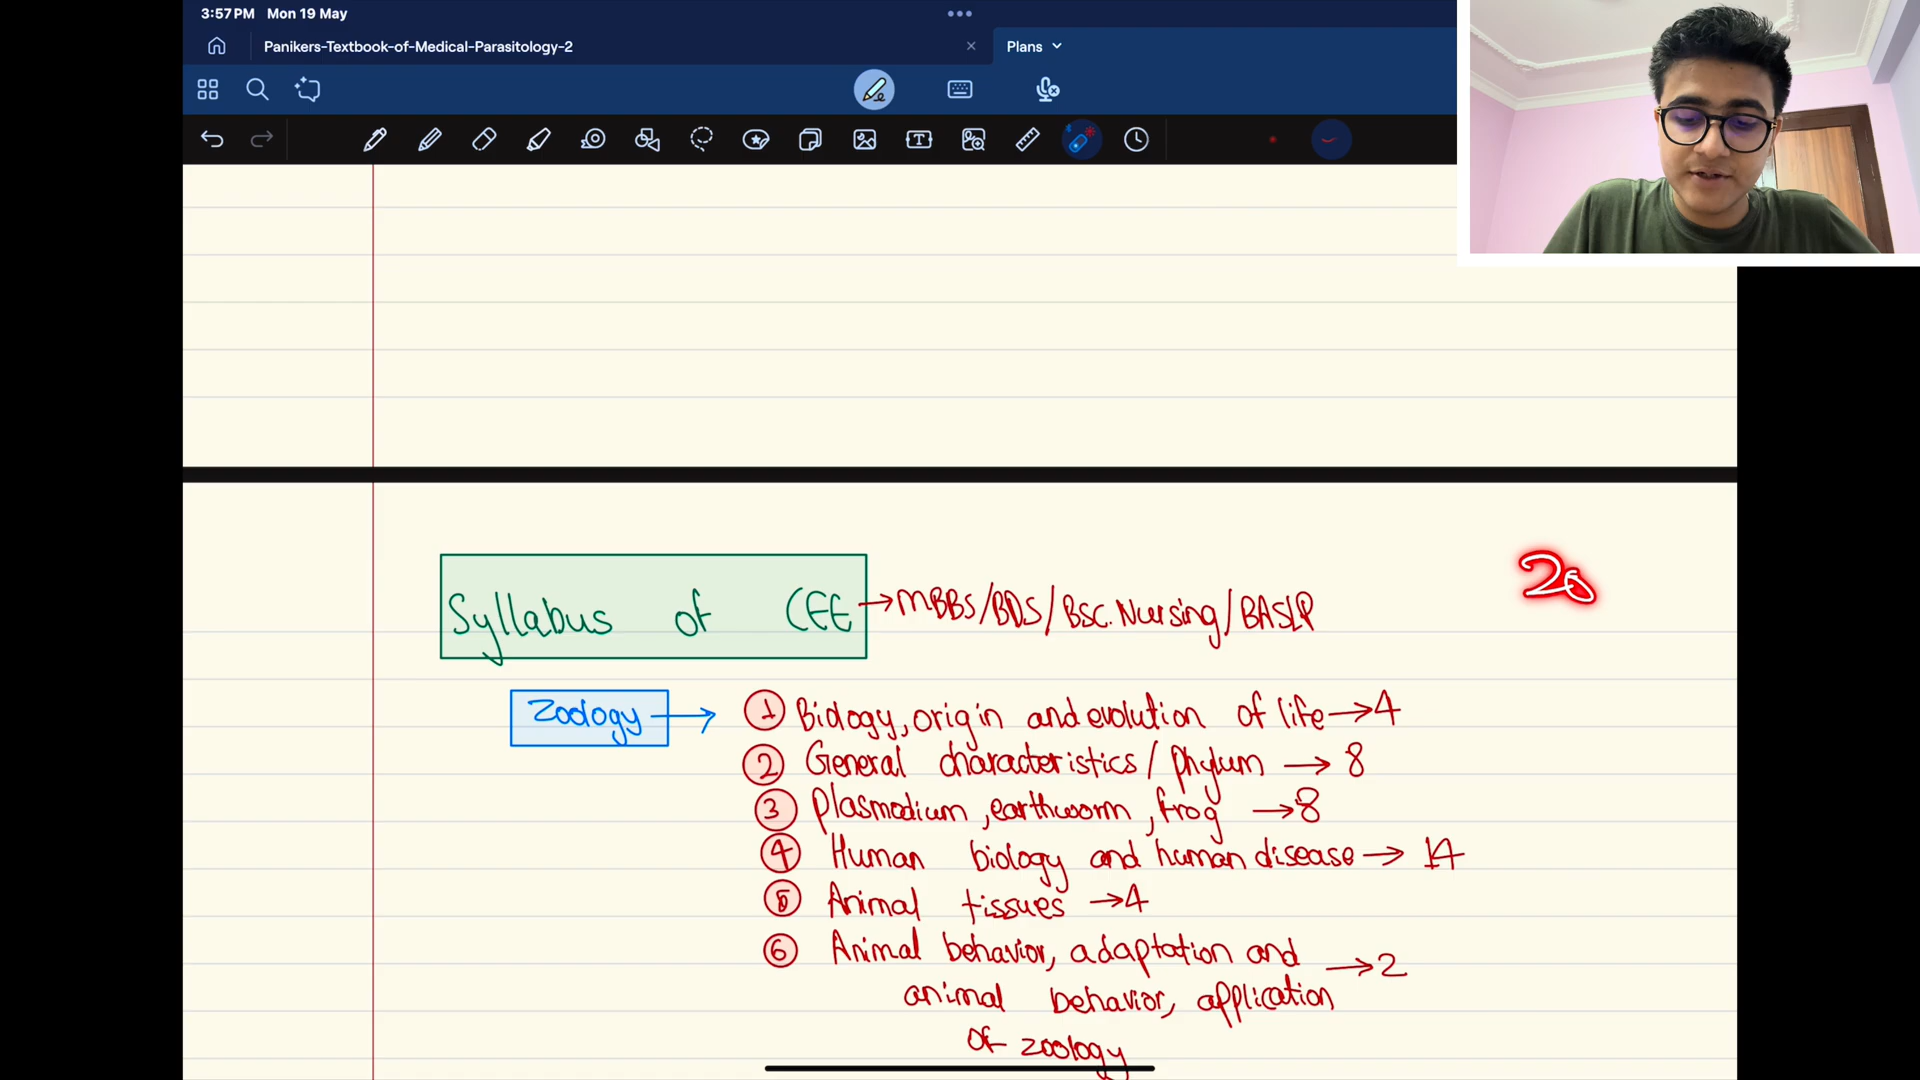 3:57 PM Mon 19 May
Panikers-Textbook-of-Medical-Parasitology-2
Plans
Syllabus of CEE → MBBS/BDS/BSC.Nursing/BASLP
20
Zoology →
① Biology, origin and evolution of life → 4
② General characteristics / phylum → 8
③ Plasmodium, earthworm, frog → 8
④ Human biology and human disease → 14
⑤ Animal tissues → 4
⑥ Animal behavior, adaptation and → 2
animal behavior, application
of zoology